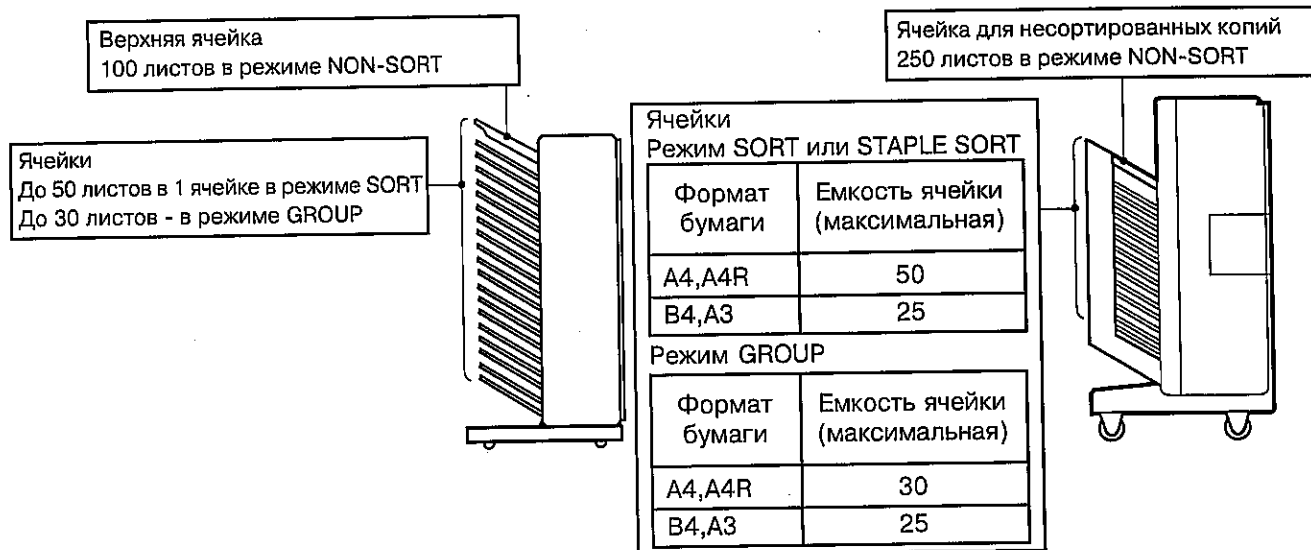 Верхняя ячейка
100 листов в режиме NON-SORT
Ячейки
До 50 листов в 1 ячейке в режиме SORT
До 30 листов - в режиме GROUP
Ячейка для несортированных копий
250 листов в режиме NON-SORT
Ячейки
Режим SORT или STAPLE SORT
Формат бумаги Емкость ячейки (максимальная)
A4,A4R 50
B4,A3 25
Режим GROUP
Формат бумаги Емкость ячейки (максимальная)
A4,A4R 30
B4,A3 25